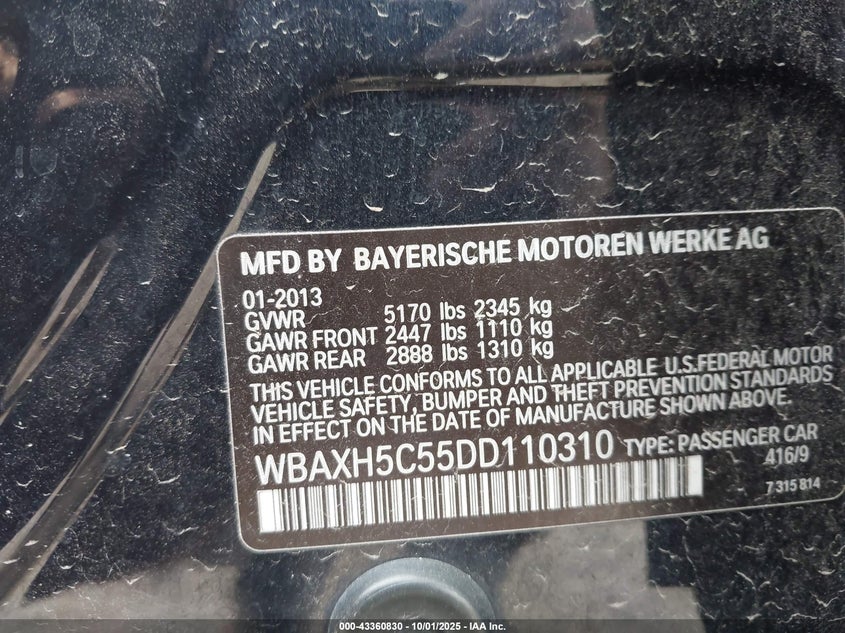 MFD BY BAYERISCHE MOTOREN WERKE AG
01-2013
GVWR 5170 lbs 2345 kg
GAWR FRONT 2447 lbs 1110 kg
GAWR REAR 2888 lbs 1310 kg
THIS VEHICLE CONFORMS TO ALL APPLICABLE U.S.FEDERAL MOTOR
VEHICLE SAFETY, BUMPER AND THEFT PREVENTION STANDARDS
IN EFFECT ON THE DATE OF MANUFACTURE SHOWN ABOVE.
WBAXH5C55DD110310 TYPE: PASSENGER CAR
416/9
7 315 814
000-43360830 - 10/01/2025 - IAA Inc.